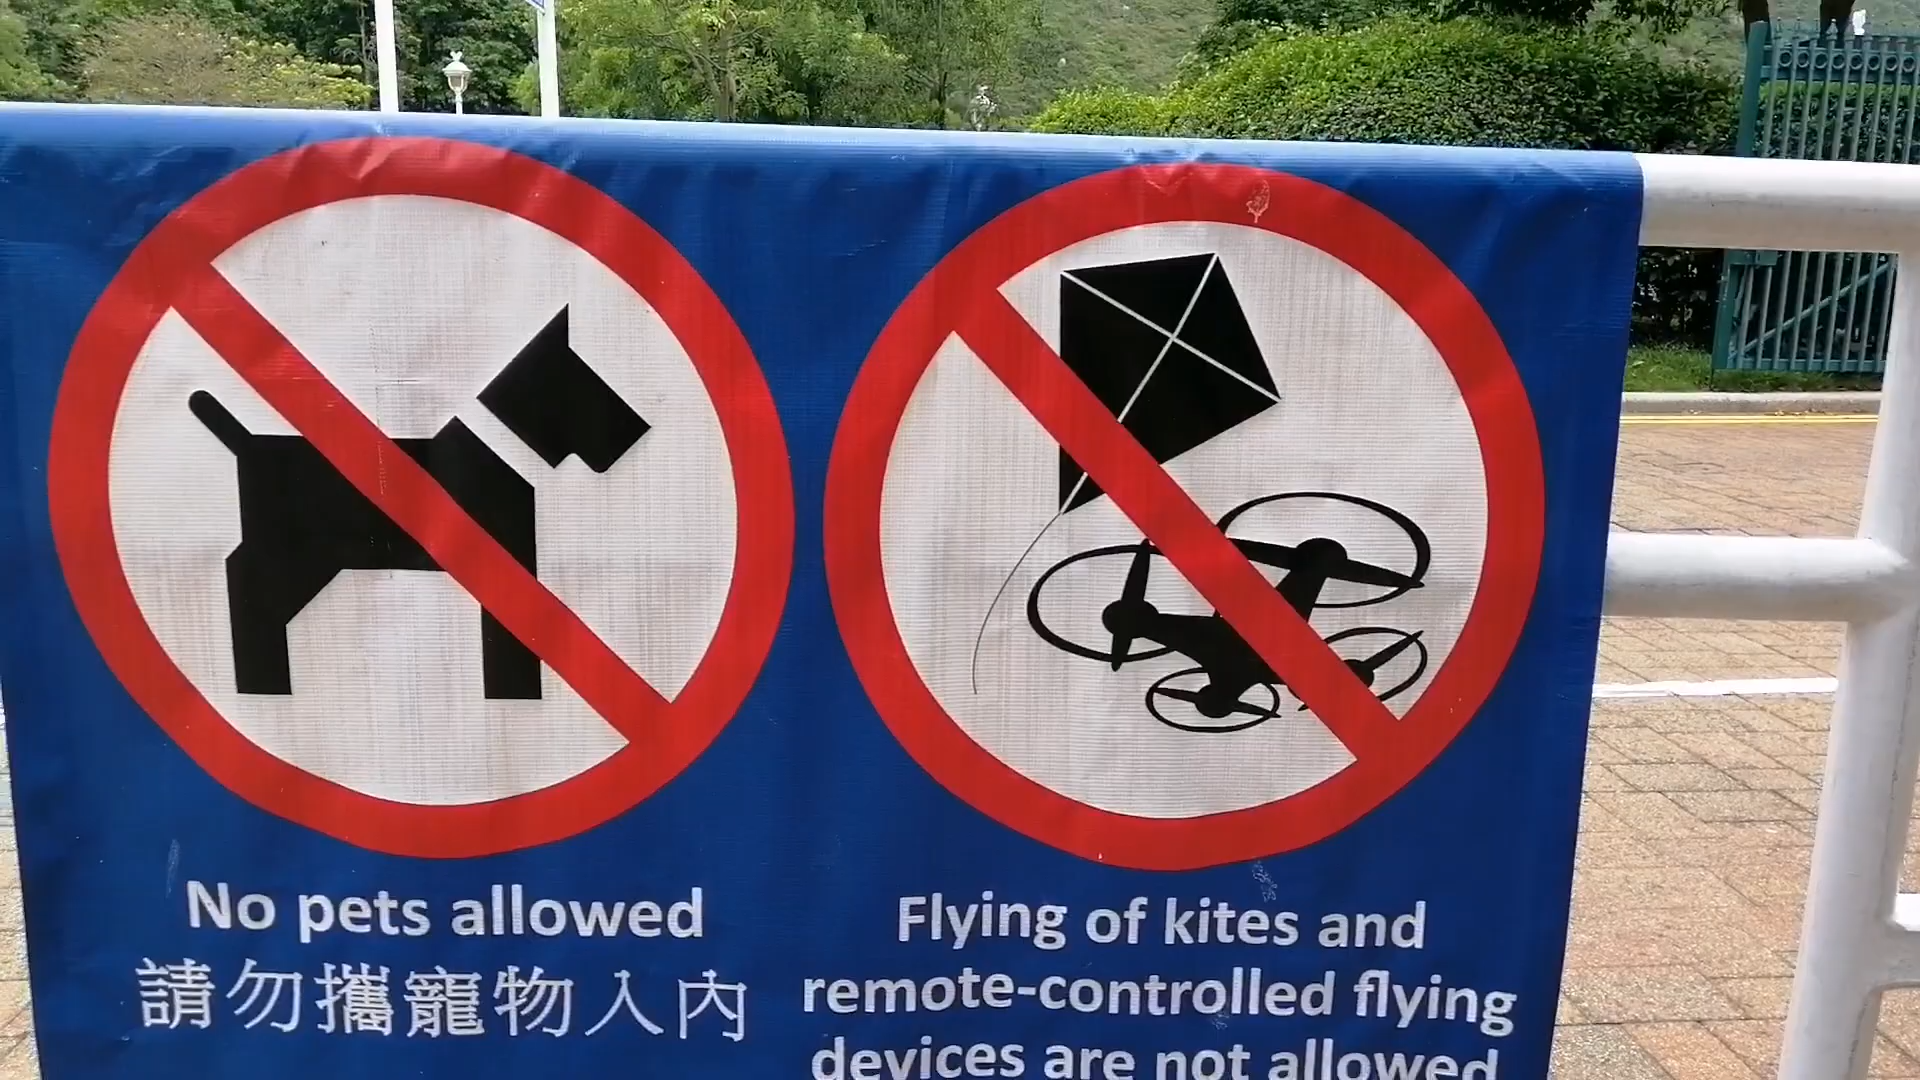 No pets allowed
請勿攜寵物入內
Flying of kites and
remote-controlled flying
devices are not allowed